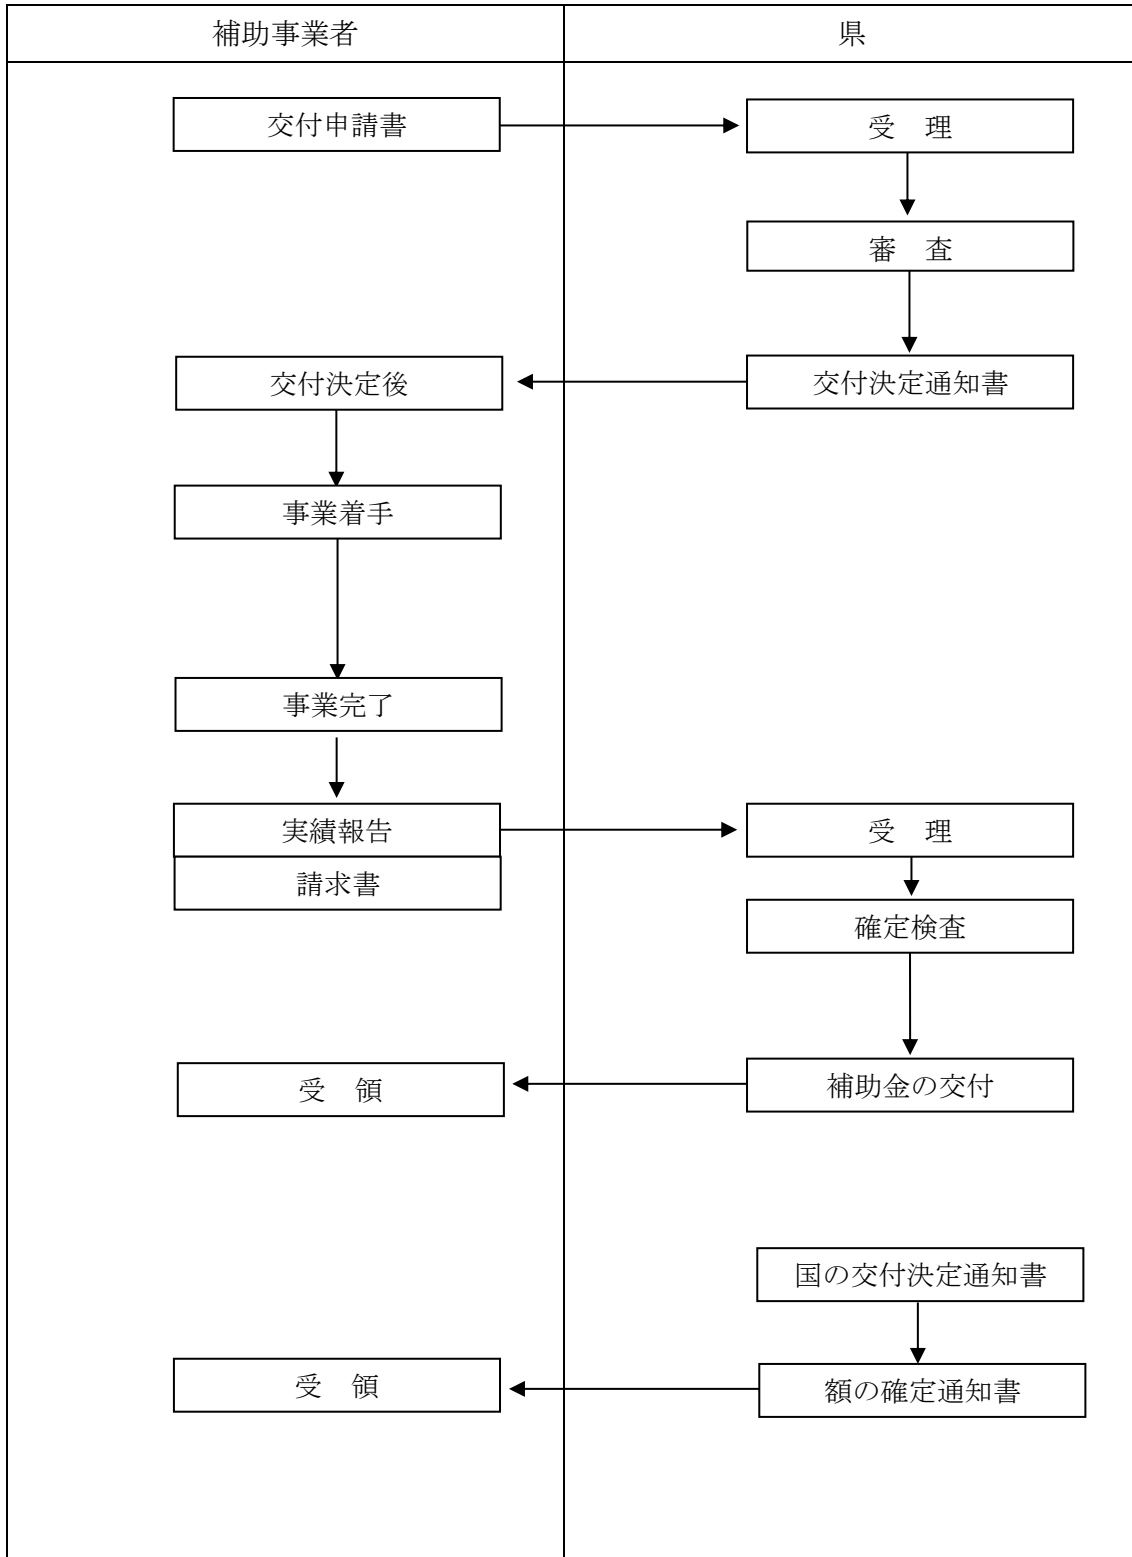 補助事業者
県
交付申請書
受　理
審　査
交付決定後
交付決定通知書
事業着手
事業完了
実績報告
受　理
請求書
確定検査
受　領
補助金の交付
国の交付決定通知書
受　領
額の確定通知書